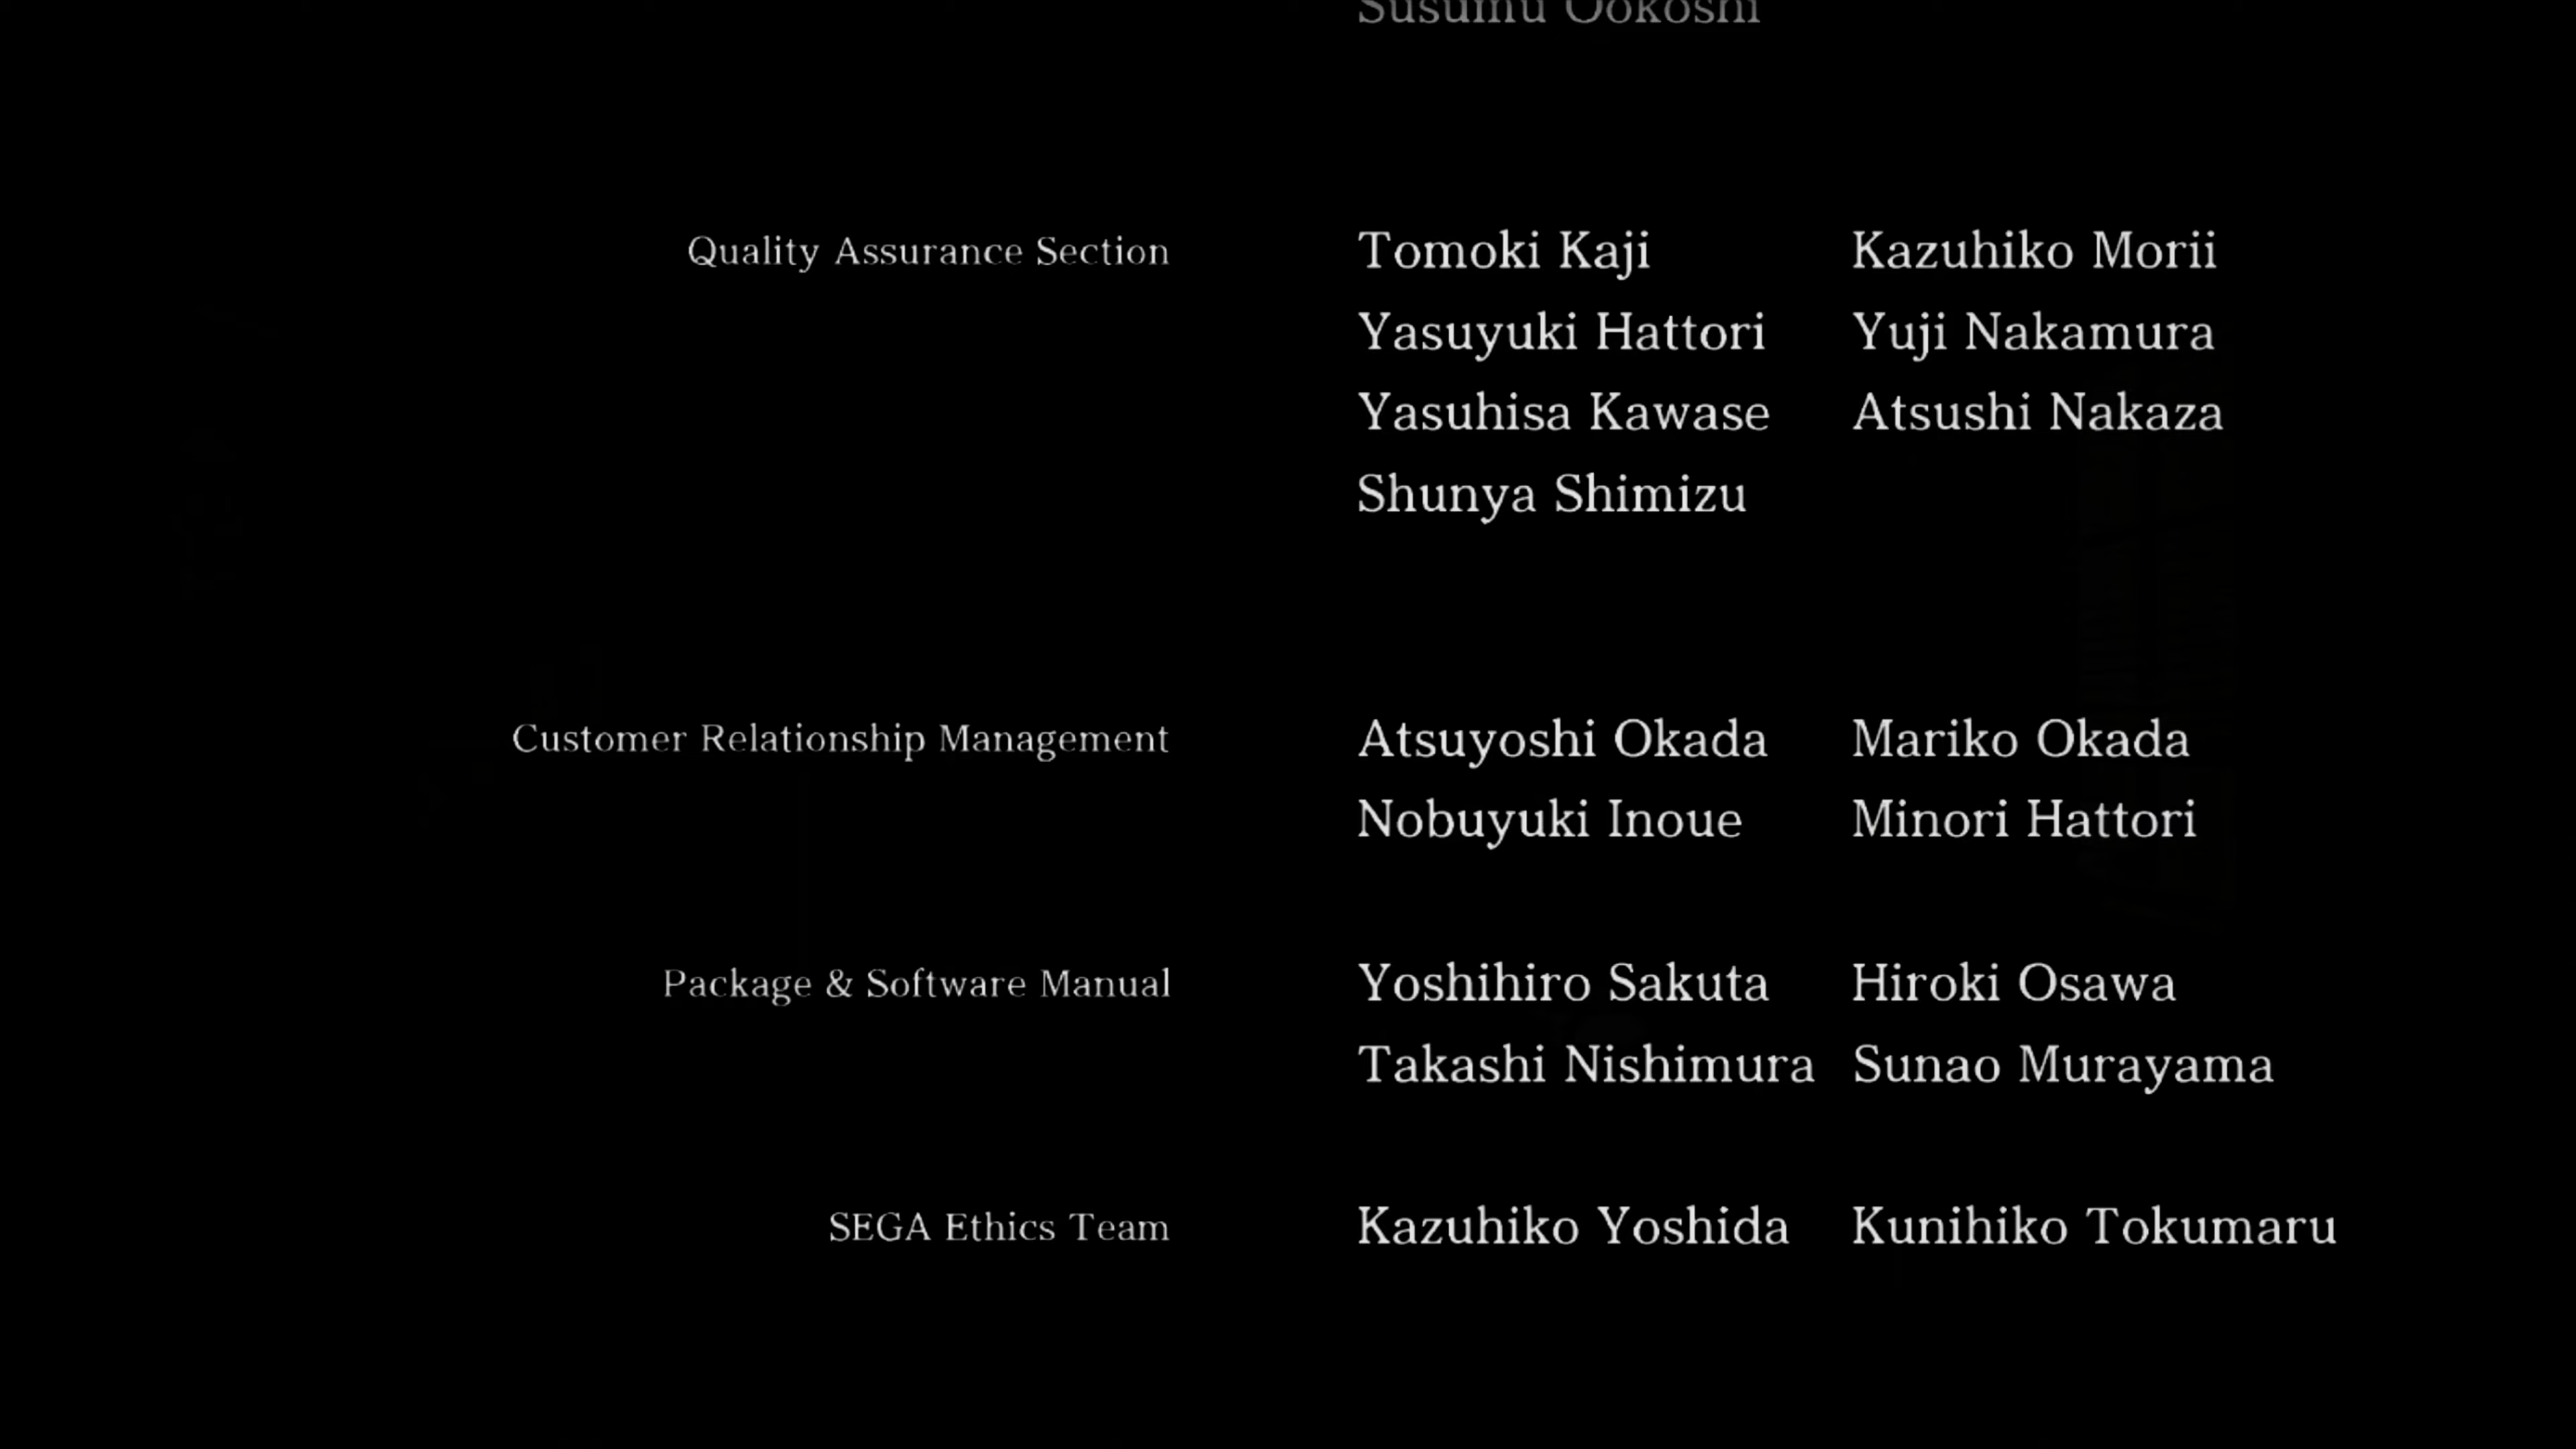 Susumu Ookoshi
Quality Assurance Section Tomoki Kaji Kazuhiko Morii
Yasuyuki Hattori Yuji Nakamura
Yasuhisa Kawase Atsushi Nakaza
Shunya Shimizu
Customer Relationship Management Atsuyoshi Okada Mariko Okada
Nobuyuki Inoue Minori Hattori
Package & Software Manual Yoshihiro Sakuta Hiroki Osawa
Takashi Nishimura Sunao Murayama
SEGA Ethics Team Kazuhiko Yoshida Kunihiko Tokumaru